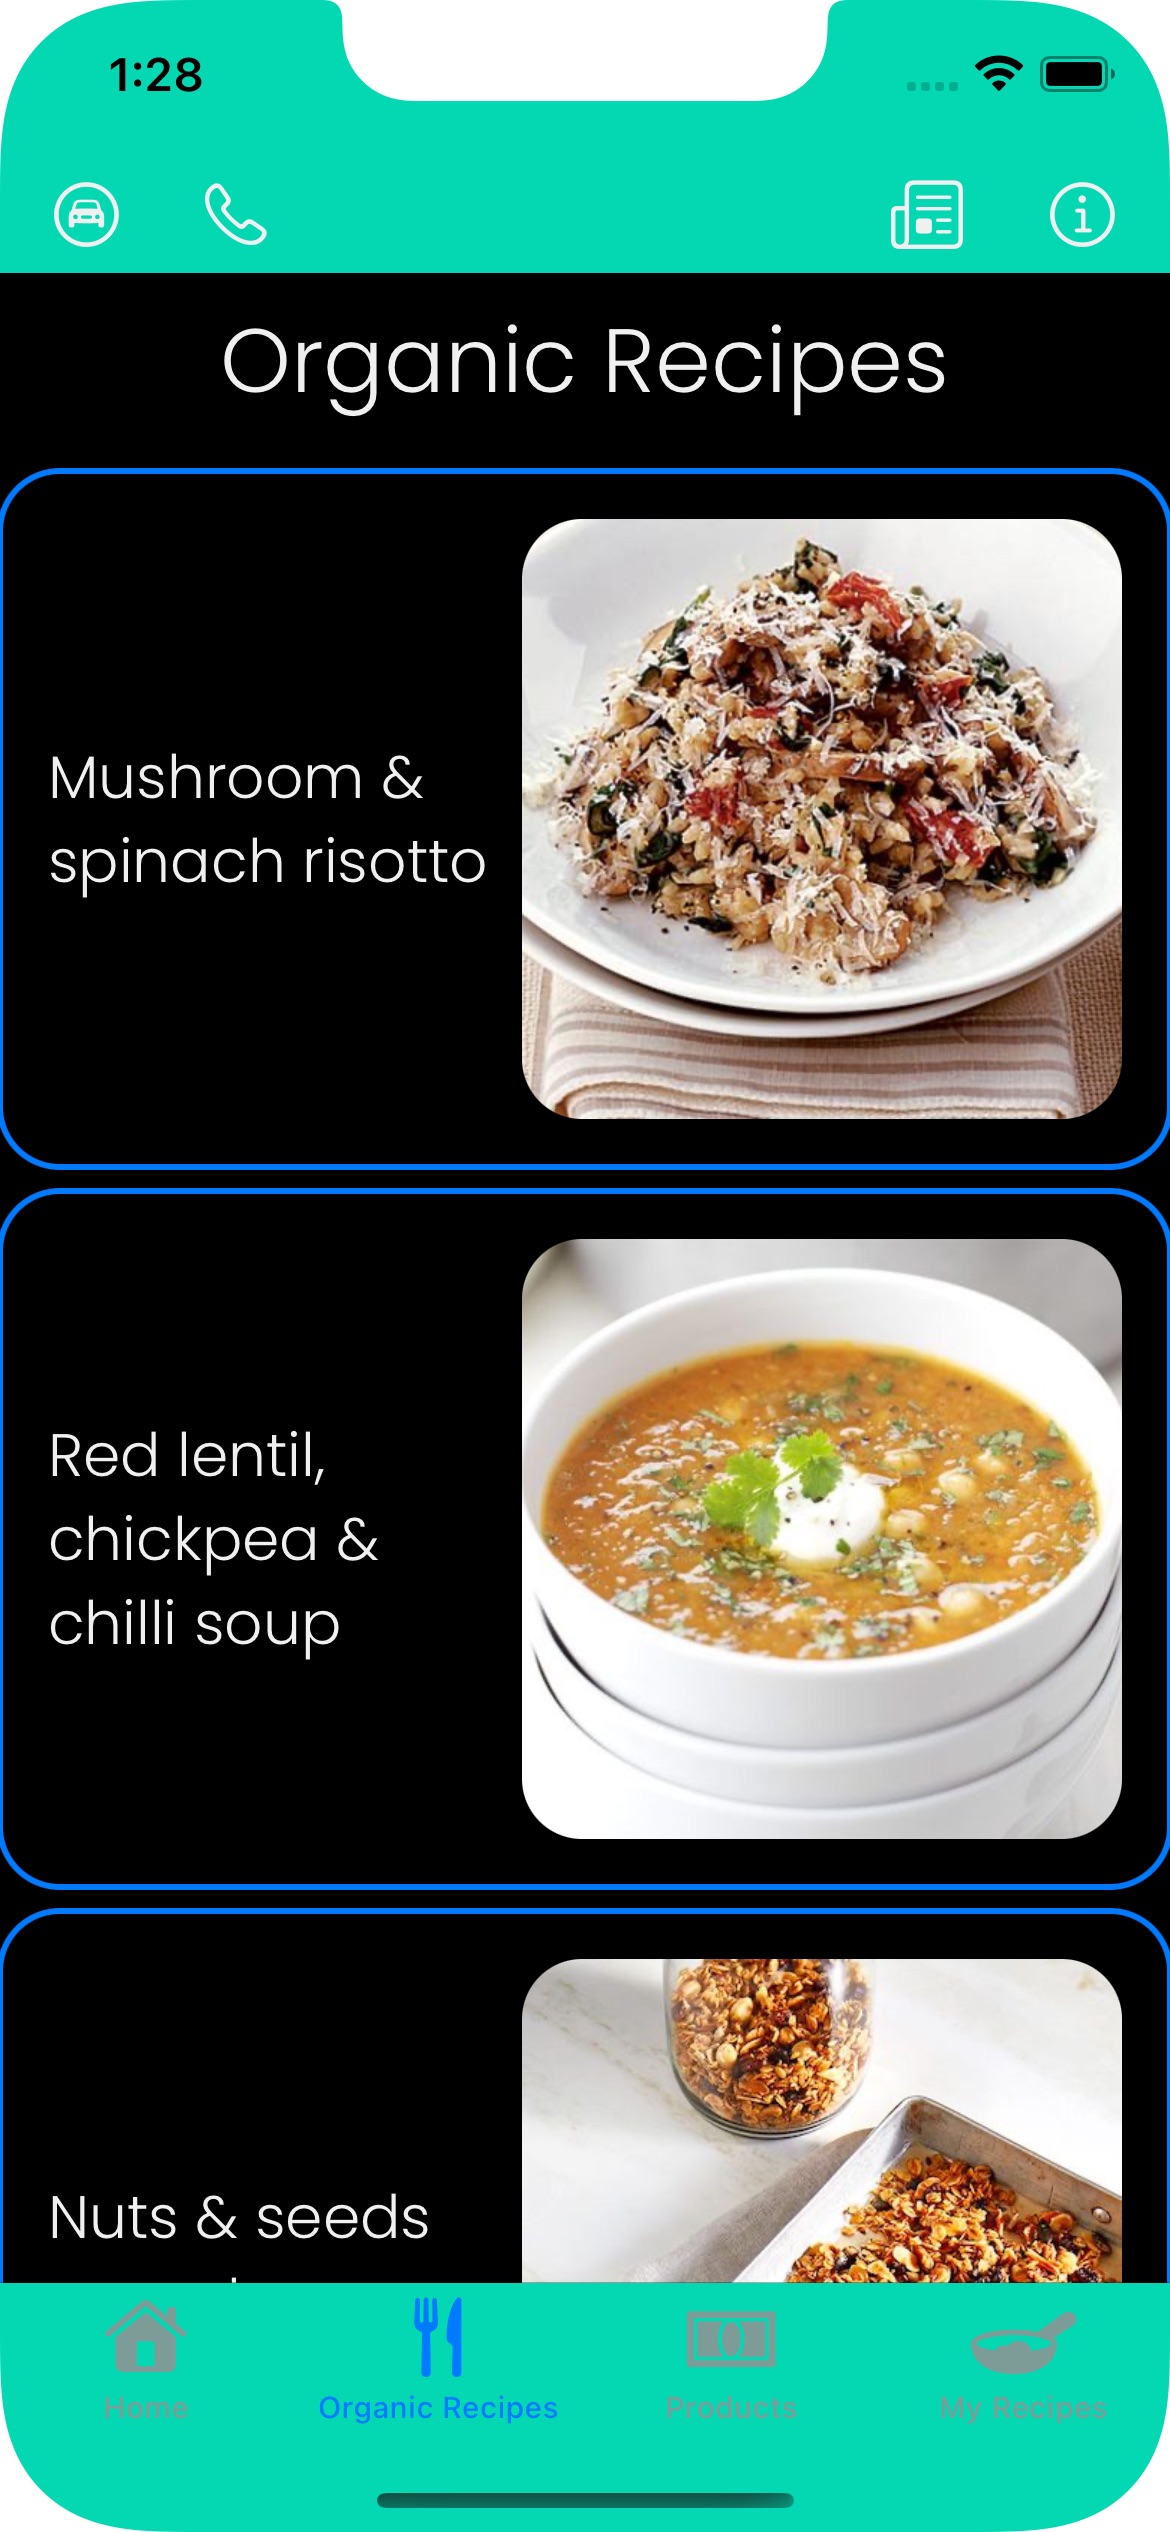 1:28
Organic Recipes
Mushroom &
spinach risotto
Red lentil,
chickpea &
chilli soup
Nuts & seeds
Home
Organic Recipes
Products
My Recipes